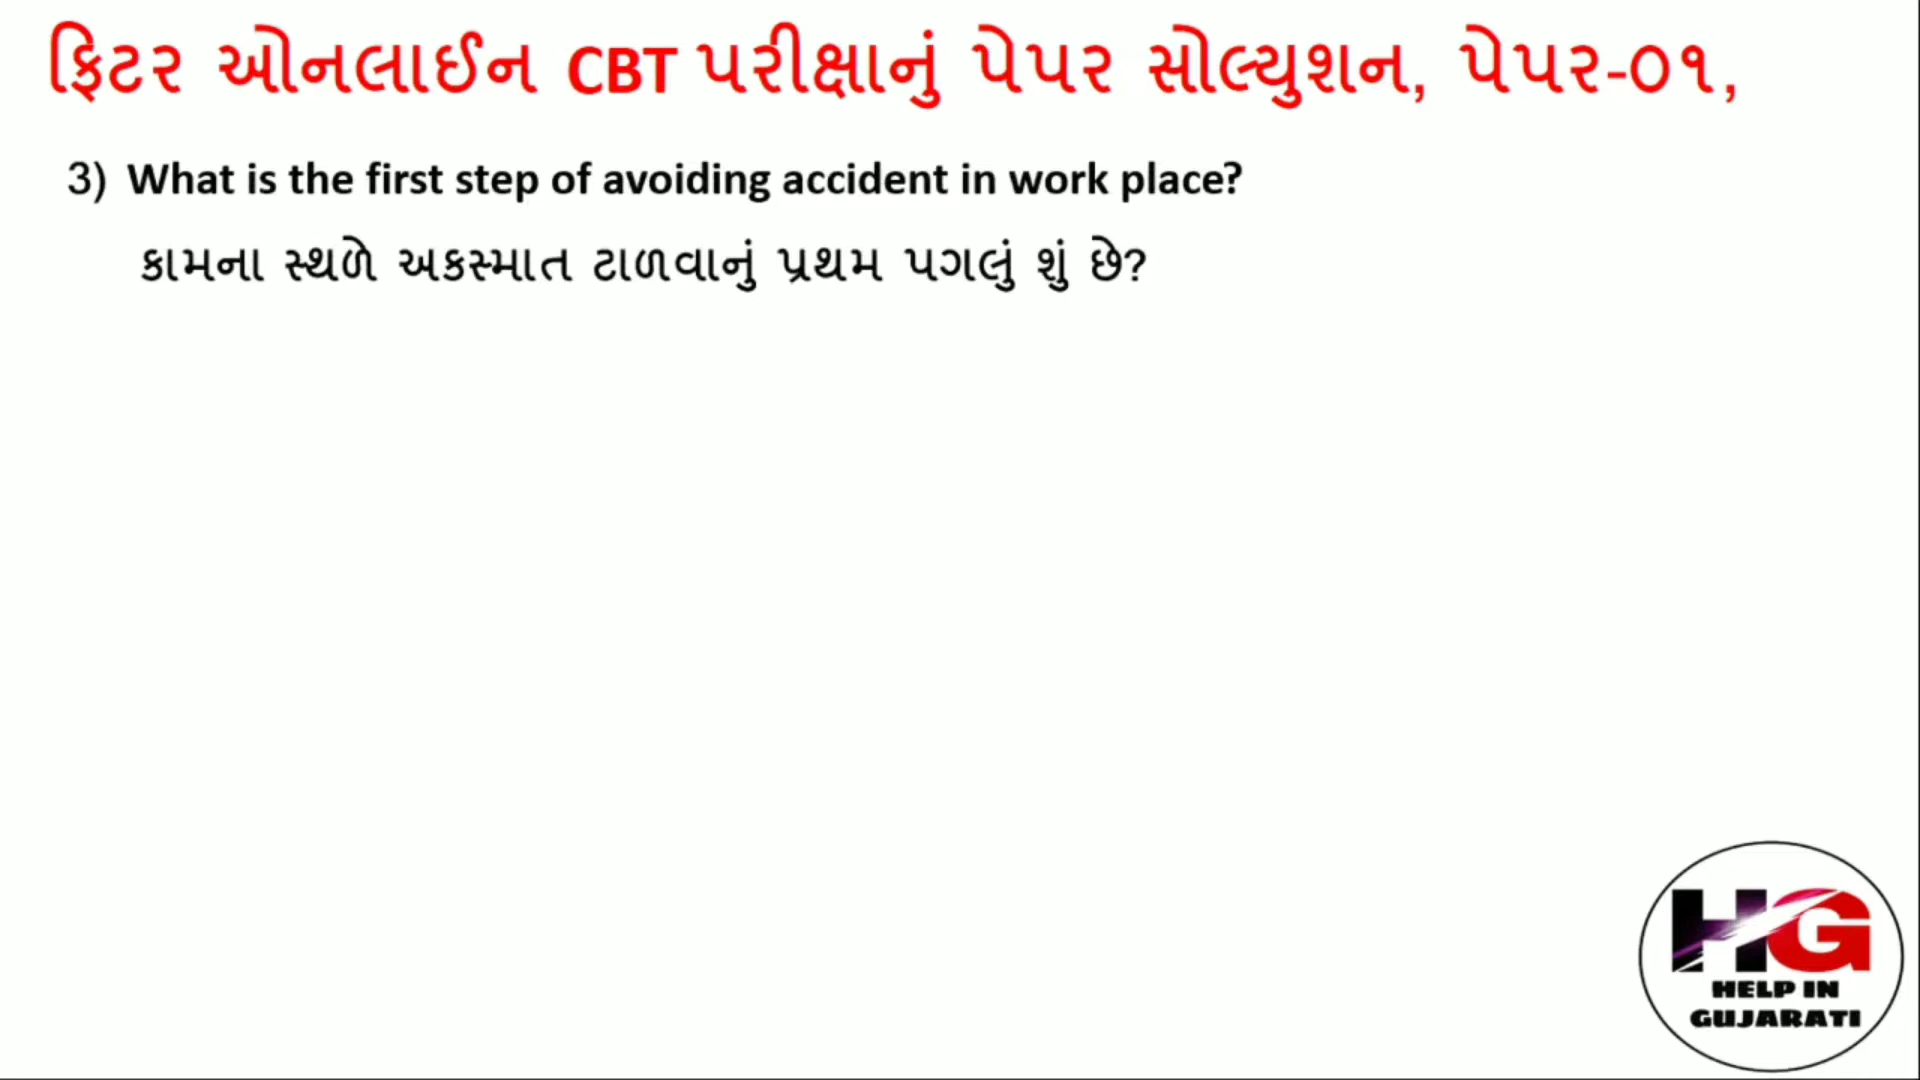 ફિટર ઓનલાઈન CBT પરીક્ષાનું પેપર સોલ્યુશન, પેપર-૦૧,
3) What is the first step of avoiding accident in work place?
કામના સ્થળે અકસ્માત ટાળવાનું પ્રથમ પગલું શું છે?
HG
HELP IN
GUJARATI